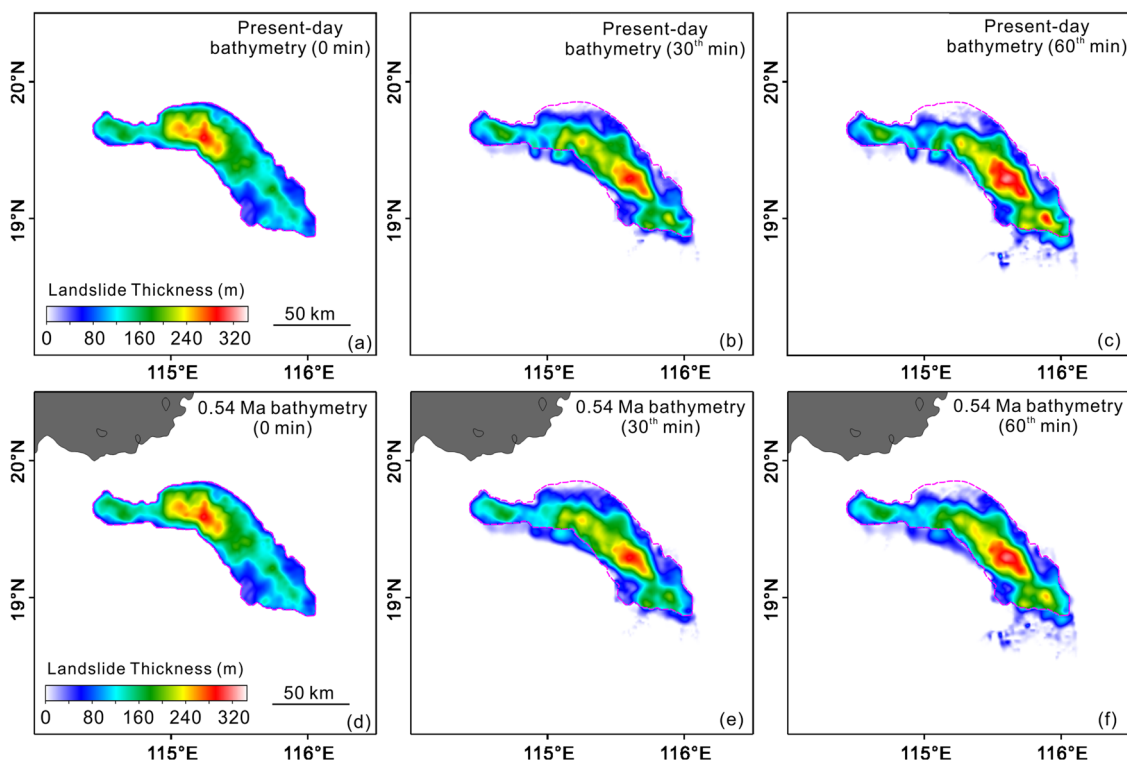 Present-day
bathymetry (0 min)
20°N
19°N
Landslide Thickness (m)
0 80 160 240 320
50 km
(a)
115°E 116°E
Present-day
bathymetry (30th min)
(b)
115°E 116°E
Present-day
bathymetry (60th min)
20°N
19°N
(c)
115°E 116°E
0.54 Ma bathymetry
(0 min)
20°N
19°N
Landslide Thickness (m)
0 80 160 240 320
50 km
(d)
115°E 116°E
0.54 Ma bathymetry
(30th min)
20°N
19°N
(e)
115°E 116°E
0.54 Ma bathymetry
(60th min)
20°N
19°N
(f)
115°E 116°E
20°N
19°N